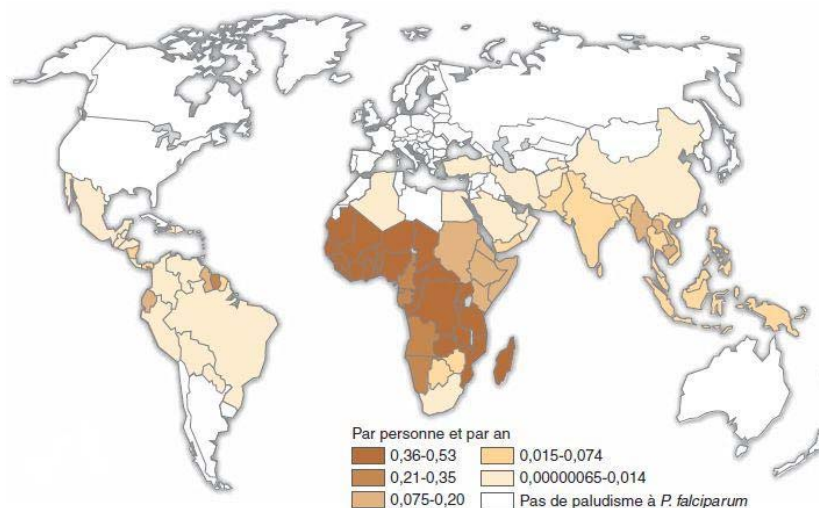 Par personne et par an
0,36-0,53
0,21-0,35
0,075-0,20
0,015-0,074
0,00000065-0,014
Pas de paludisme à P. falciparum